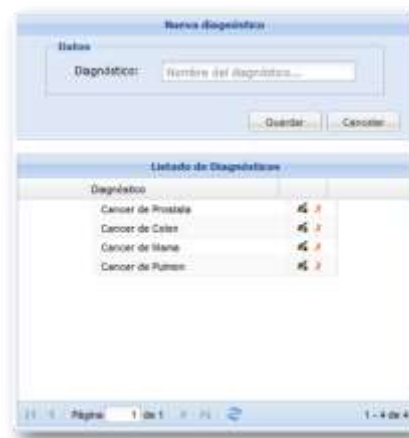 Nuevo diagnóstico
Datos
Diagnóstico: Nombre del diagnóstico...
Guardar Cancelar
Listado de Diagnósticos
Diagnóstico
Cancer de Prostata
Cancer de Colon
Cancer de Mama
Cancer de Pulmon
Página 1 de 1
1 - 4 de 4